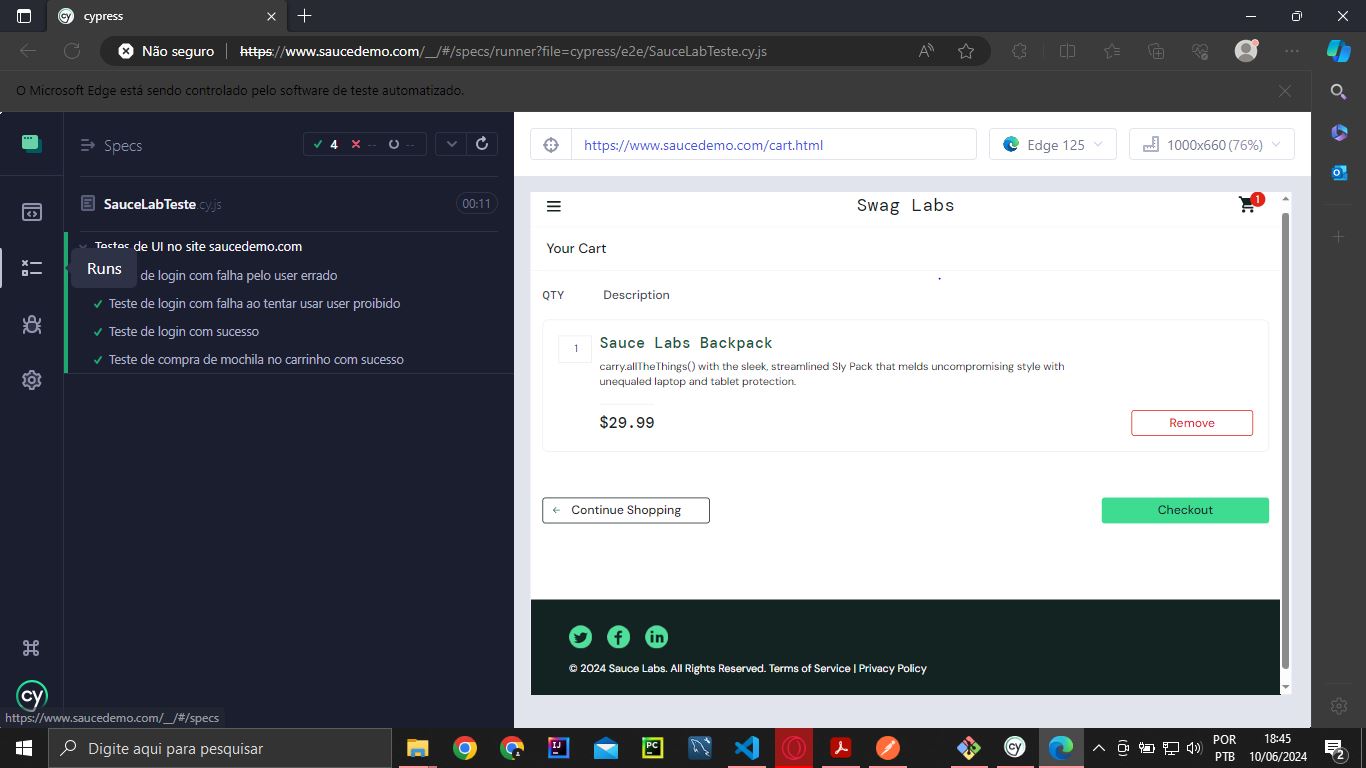 cypress
Não seguro https://www.saucedemo.com/__/#/specs/runner?file=cypress/e2e/SauceLabTeste.cy.js
O Microsoft Edge está sendo controlado pelo software de teste automatizado.
Specs
4 -- --
SauceLabTeste.cy.js 00:11
Testes de UI no site saucedemo.com
Runs
de login com falha pelo user errado
Teste de login com falha ao tentar usar user proibido
Teste de login com sucesso
Teste de compra de mochila no carrinho com sucesso
cy
https://www.saucedemo.com/__/#/specs
https://www.saucedemo.com/cart.html
Edge 125
1000x660 (76%)
Swag Labs
1
Your Cart
QTY Description
1
Sauce Labs Backpack
carry.allTheThings() with the sleek, streamlined Sly Pack that melds uncompromising style with
unequaled laptop and tablet protection.
$29.99
Remove
Continue Shopping
Checkout
© 2024 Sauce Labs. All Rights Reserved. Terms of Service | Privacy Policy
Digite aqui para pesquisar
POR
PTB
18:45
10/06/2024
2